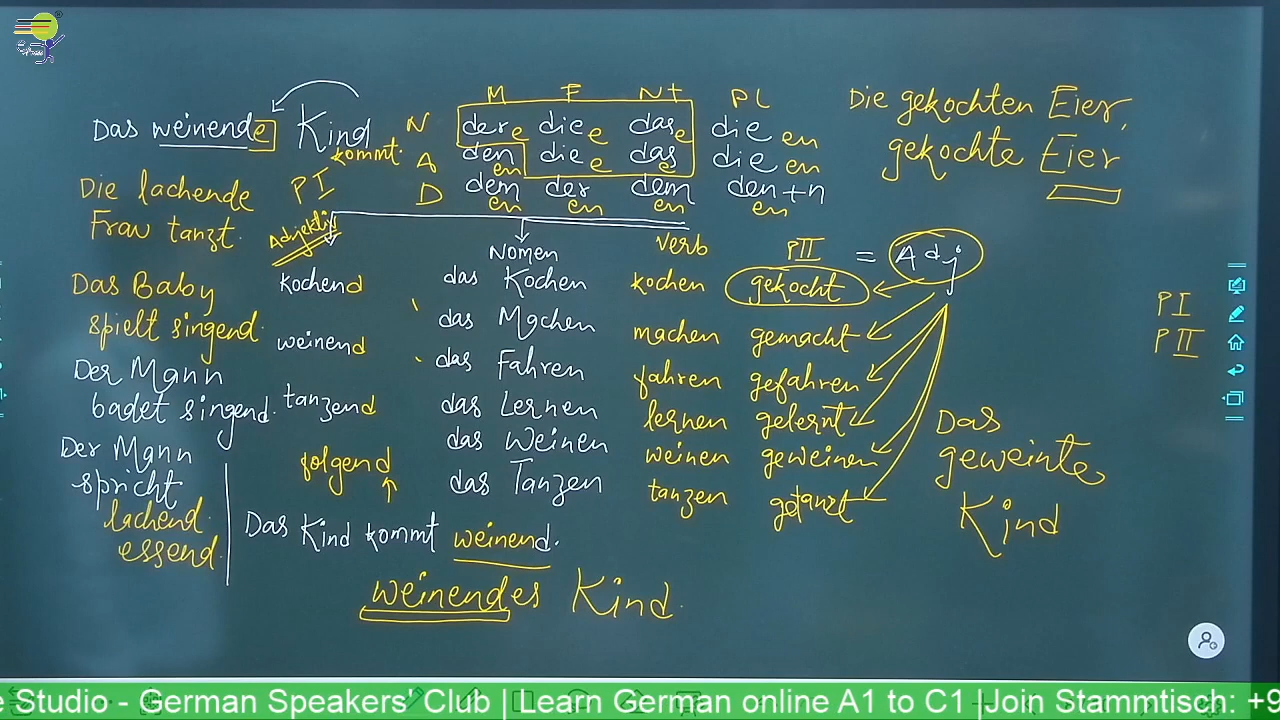 Das weinende Kind
kommt.
Die lachende
Frau tanzt.
Das Baby
spielt singend.
Der Mann
badet singend.
Der Mann
spricht
lachend
essend
M F Nt Pl
N der e die e das e die en
A den en die e das e die en
D dem en der en dem en den +n en
Die gekochten Eier,
gekochte Eier
PI
Adjektiv Nomen Verb PII = Adj
kochend das Kochen kochen gekocht
das Machen machen gemacht
weinend das Fahren fahren gefahren
tanzend das Lernen lernen gelernt
das Weinen weinen geweinen
folgend das Tanzen tanzen getanzt
Das Kind kommt weinend.
weinendes Kind.
Das
geweinte
Kind
PI
PII
e Studio - German Speakers' Club | Learn German online A1 to C1 |Join Stammtisch: +9